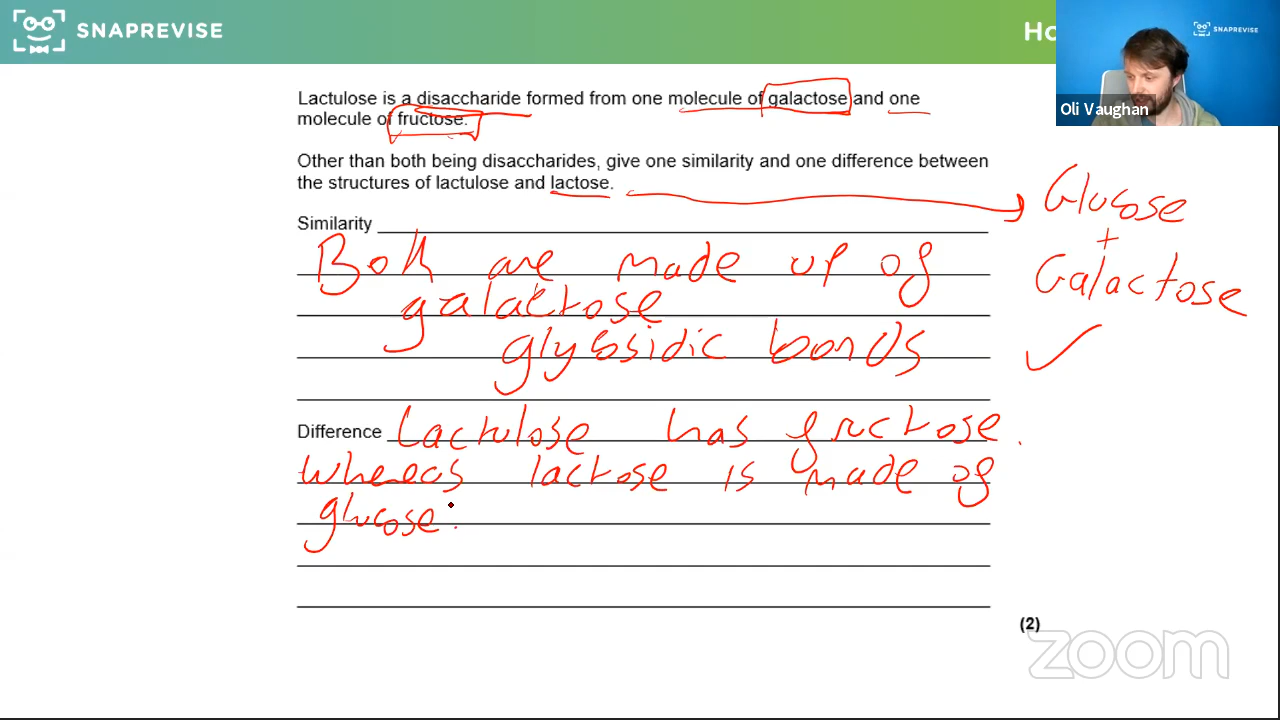 SNAPREVISE
Ho
SNAPREVISE
Oli Vaughan
Lactulose is a disaccharide formed from one molecule of galactose and one
molecule of fructose.
Other than both being disaccharides, give one similarity and one difference between
the structures of lactulose and lactose.
Glucose
+
Galactose
Similarity
Both are made up of
galactose
glycosidic bonds
Difference Lactulose has fructose.
Whereas lactose is made of
glucose.
(2)
zoom